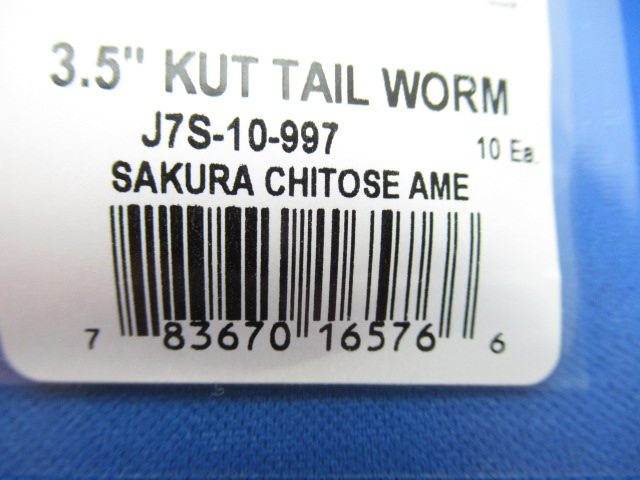 3.5" KUT TAIL WORM
J7S-10-997 10 Ea.
SAKURA CHITOSE AME
7 83670 16576 6